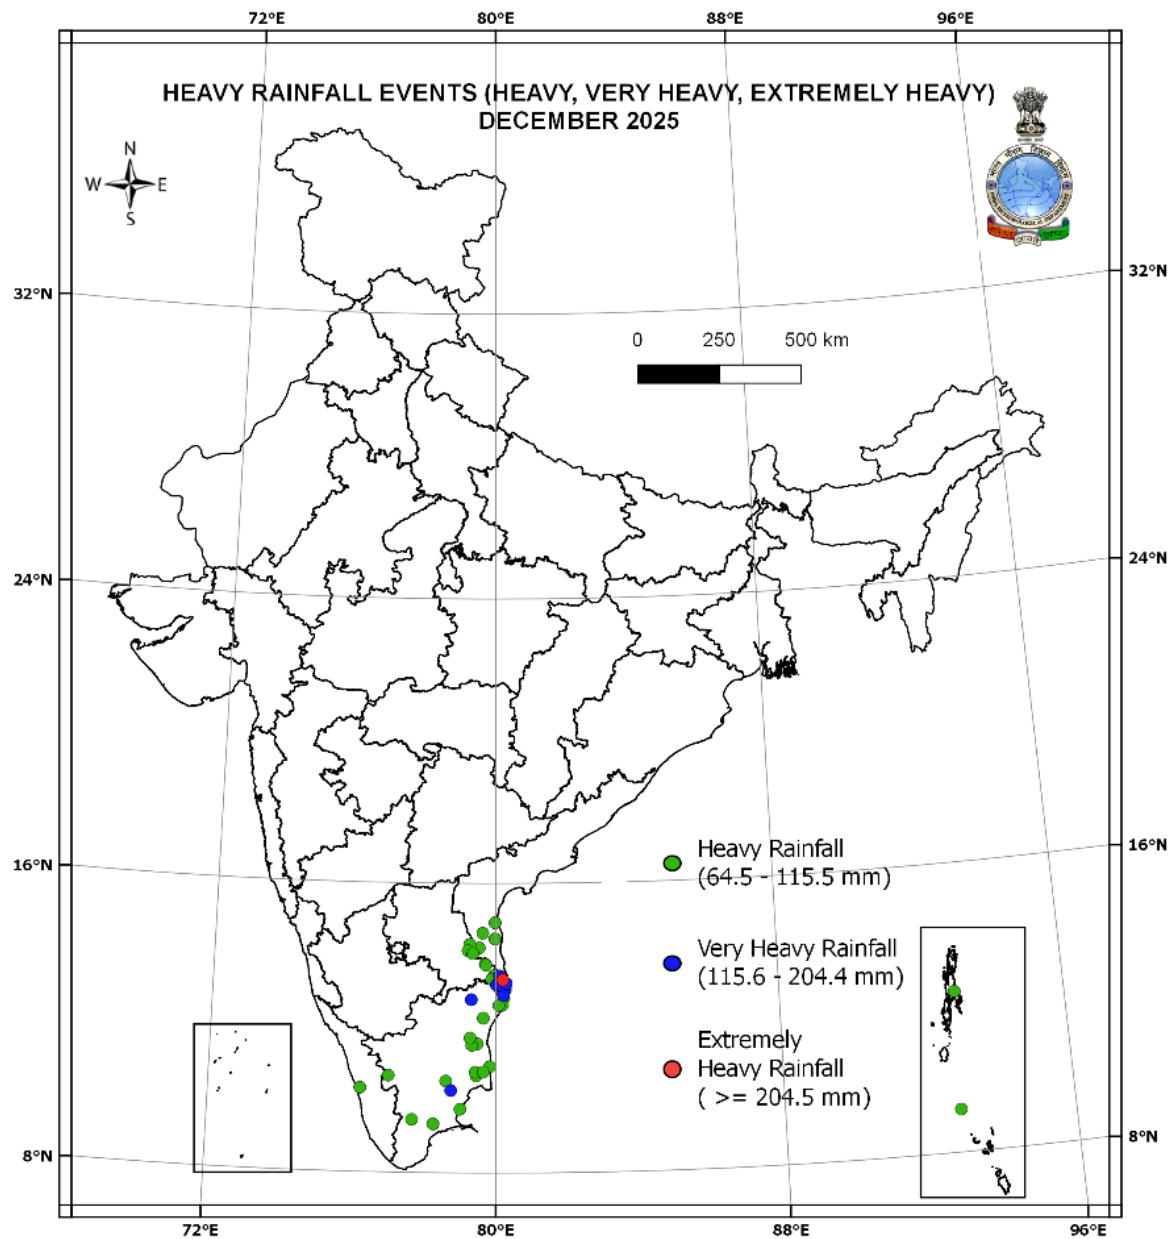 72°E 80°E 88°E 96°E
HEAVY RAINFALL EVENTS (HEAVY, VERY HEAVY, EXTREMELY HEAVY)
DECEMBER 2025
N
W E
S
32°N 32°N
0 250 500 km
24°N 24°N
16°N 16°N
Heavy Rainfall
(64.5 - 115.5 mm)
Very Heavy Rainfall
(115.6 - 204.4 mm)
Extremely
Heavy Rainfall
( >= 204.5 mm)
8°N 8°N
72°E 80°E 88°E 96°E